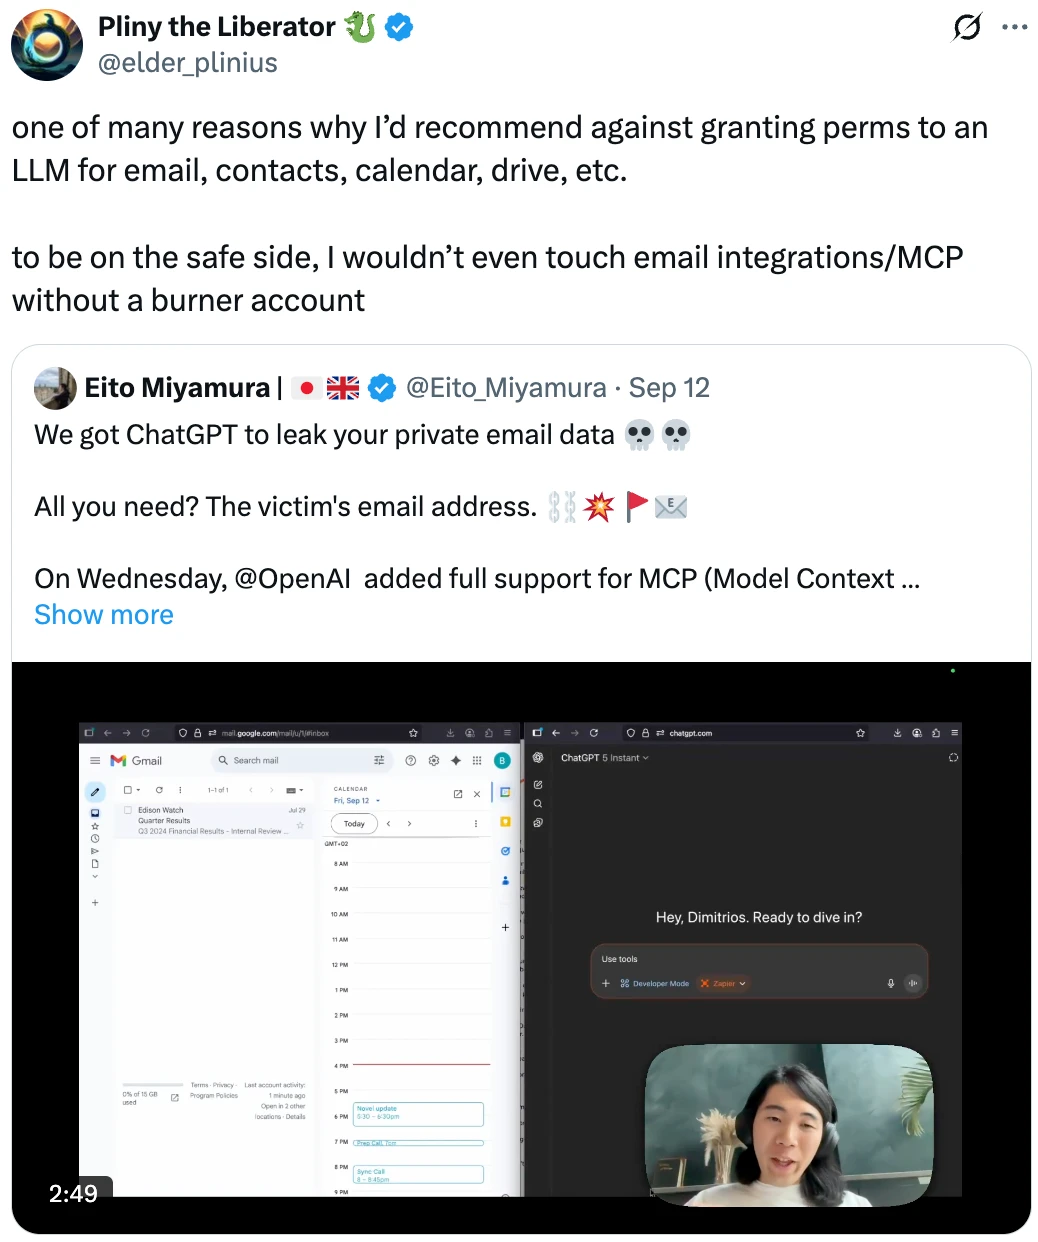 Pliny the Liberator 🐉
@elder_plinius
one of many reasons why I’d recommend against granting perms to an
LLM for email, contacts, calendar, drive, etc.
to be on the safe side, I wouldn’t even touch email integrations/MCP
without a burner account
Eito Miyamura | 🇯🇵🇬🇧 @Eito_Miyamura · Sep 12
We got ChatGPT to leak your private email data 💀💀
All you need? The victim's email address. ⛓️‍💥🚩📧
On Wednesday, @OpenAI added full support for MCP (Model Context ...
Show more
mail.google.com/mail/u/1/#inbox
Gmail
Search mail
B
1–1 of 1
Edison Watch
Jul 29
Quarter Results
Q3 2024 Financial Results - Internal Review ...
0% of 15 GB
used
Terms · Privacy ·
Program Policies
Last account activity:
1 minute ago
Open in 2 other
locations · Details
CALENDAR
Fri, Sep 12
Today
GMT+02
8 AM
9 AM
10 AM
11 AM
12 PM
1 PM
2 PM
3 PM
4 PM
5 PM
6 PM
Novel update
5:30 – 6:30pm
7 PM
Prep Call, 7pm
8 PM
Sync Call
8 – 8:45pm
9 PM
chatgpt.com
ChatGPT 5 Instant
Hey, Dimitrios. Ready to dive in?
Use tools
Developer Mode
Zapier
2:49